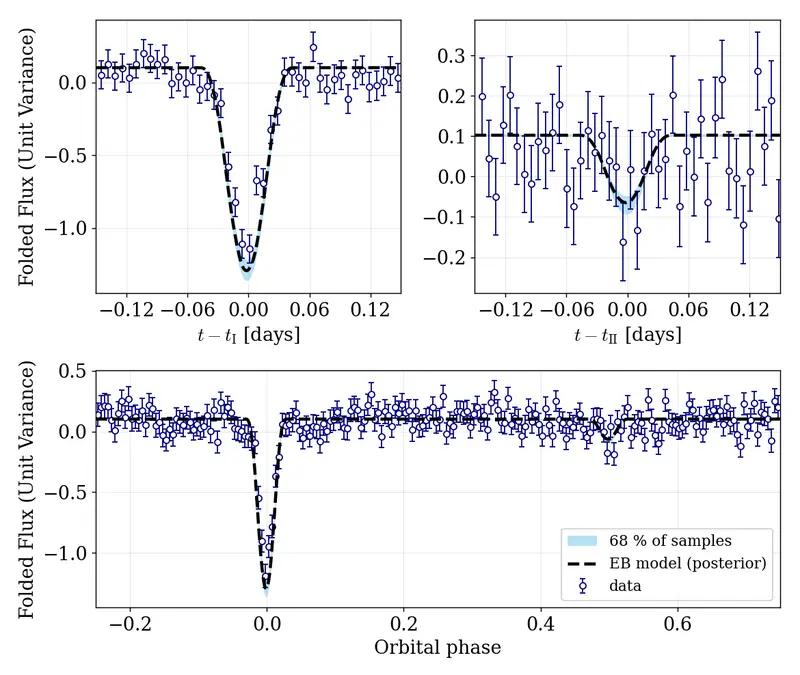 Folded Flux (Unit Variance)
0.0
−0.5
−1.0
−0.12 −0.06 0.00 0.06 0.12
t − tI [days]
0.3
0.2
0.1
0.0
−0.1
−0.2
−0.12 −0.06 0.00 0.06 0.12
t − tII [days]
Folded Flux (Unit Variance)
0.5
0.0
−0.5
−1.0
68 % of samples
EB model (posterior)
data
−0.2 0.0 0.2 0.4 0.6
Orbital phase